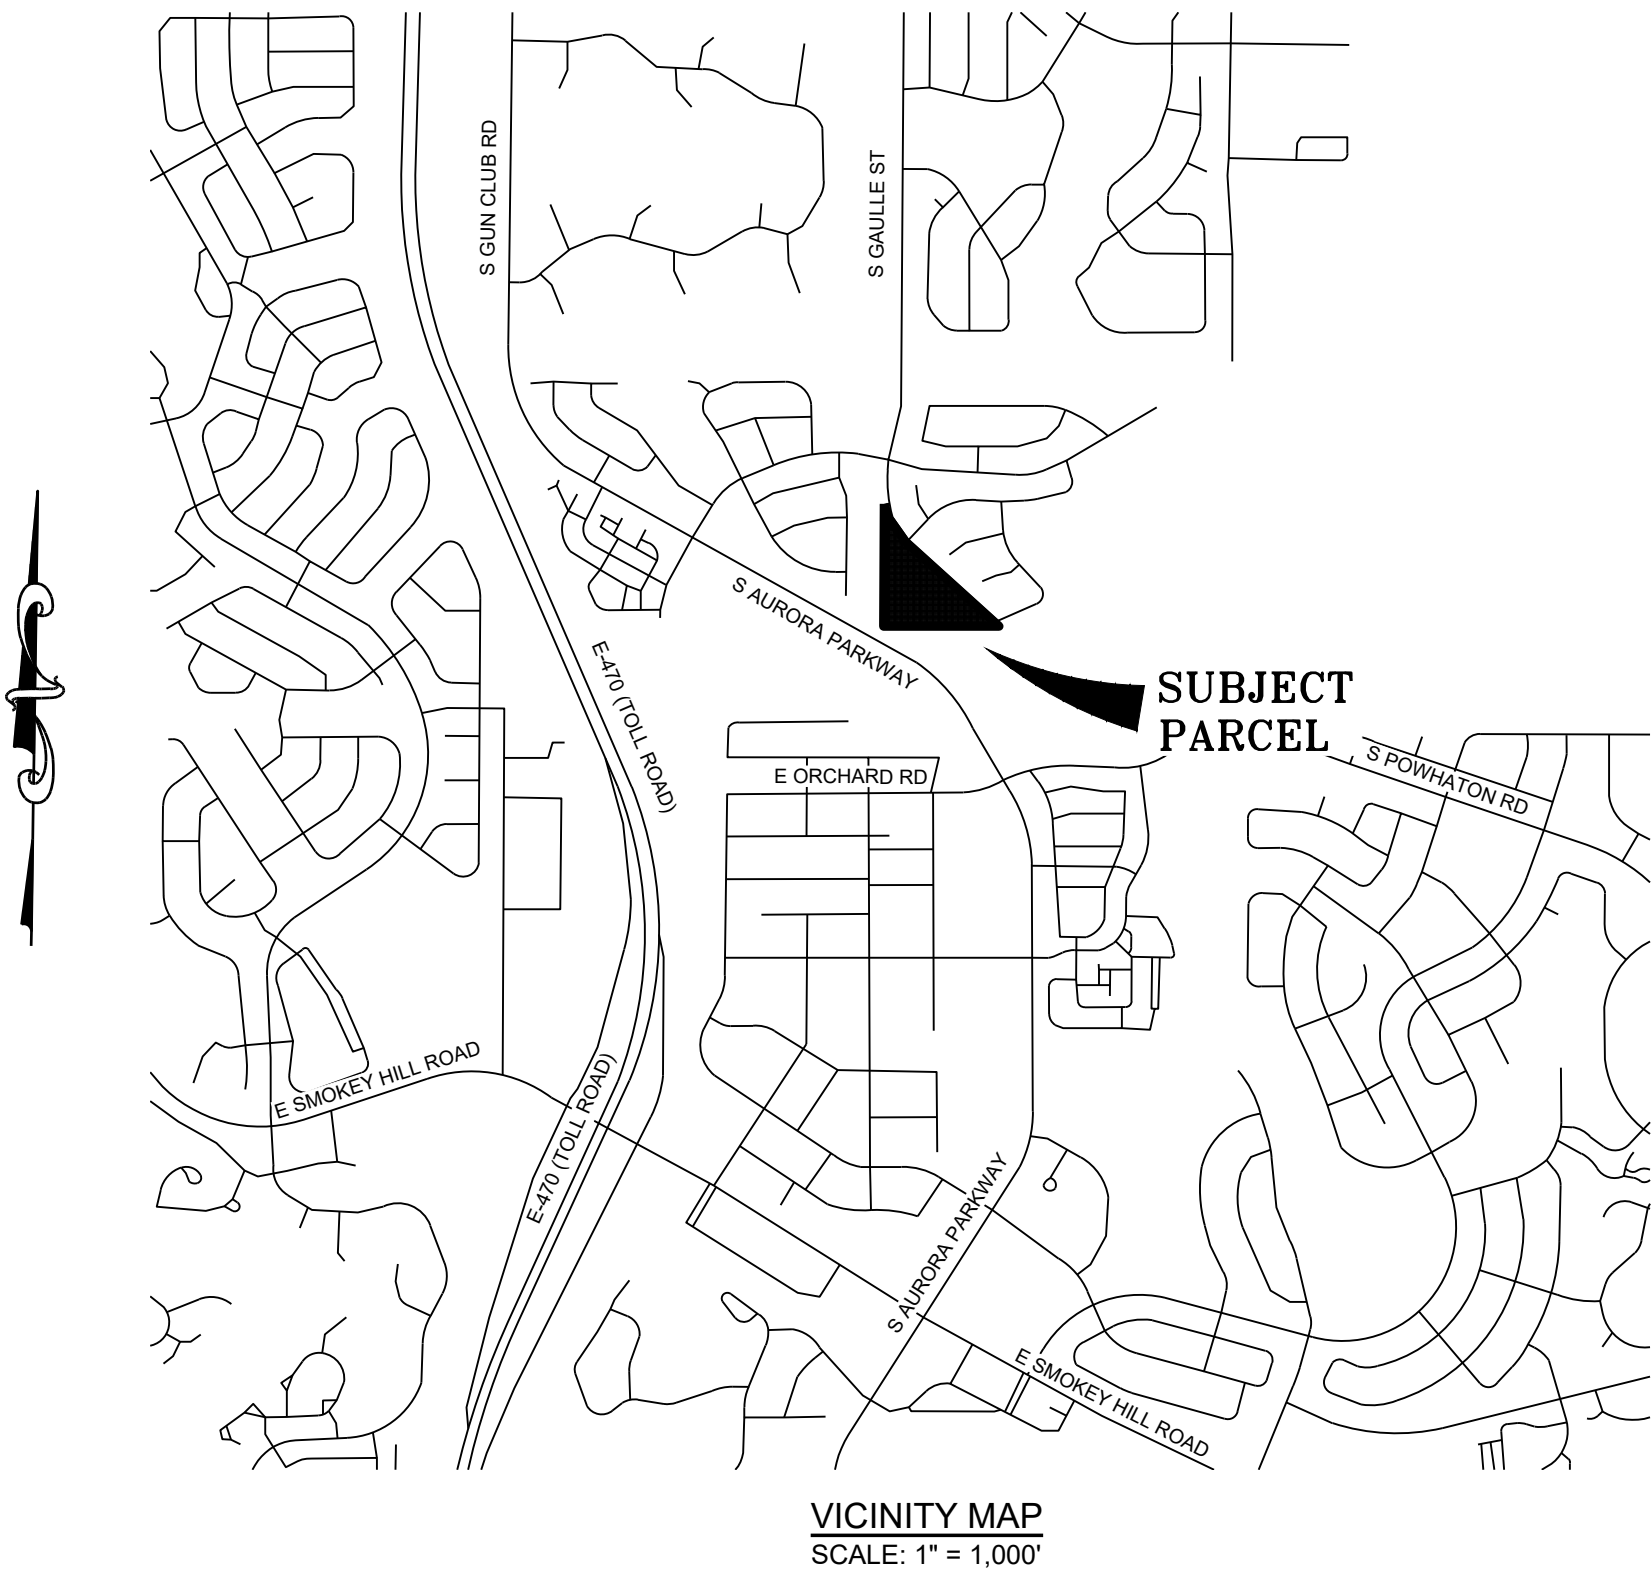 S GUN CLUB RD
S GAULLE ST
S AURORA PARKWAY
E-470 (TOLL ROAD)
SUBJECT
PARCEL
S POWHATON RD
E ORCHARD RD
E SMOKEY HILL ROAD
E-470 (TOLL ROAD)
S AURORA PARKWAY
E SMOKEY HILL ROAD
VICINITY MAP
SCALE: 1" = 1,000'